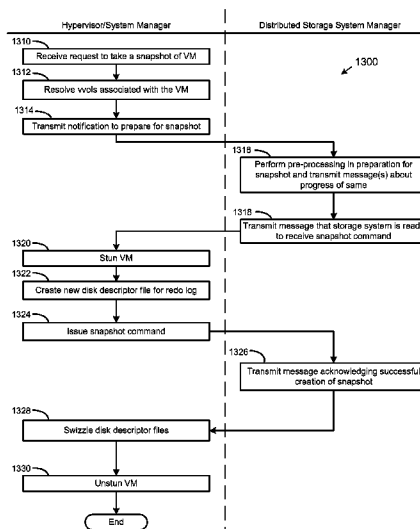 Hypervisor/System Manager
Distributed Storage System Manager
1300
1310
Receive request to take a snapshot of VM
1312
Resolve vvols associated with the VM
1314
Transmit notification to prepare for snapshot
1316
Perform pre-processing in preparation for
snapshot and transmit message(s) about
progress of same
1318
Transmit message that storage system is ready
to receive snapshot command
1320
Stun VM
1322
Create new disk descriptor file for redo log
1324
Issue snapshot command
1326
Transmit message acknowledging successful
creation of snapshot
1328
Swizzle disk descriptor files
1330
Unstun VM
End